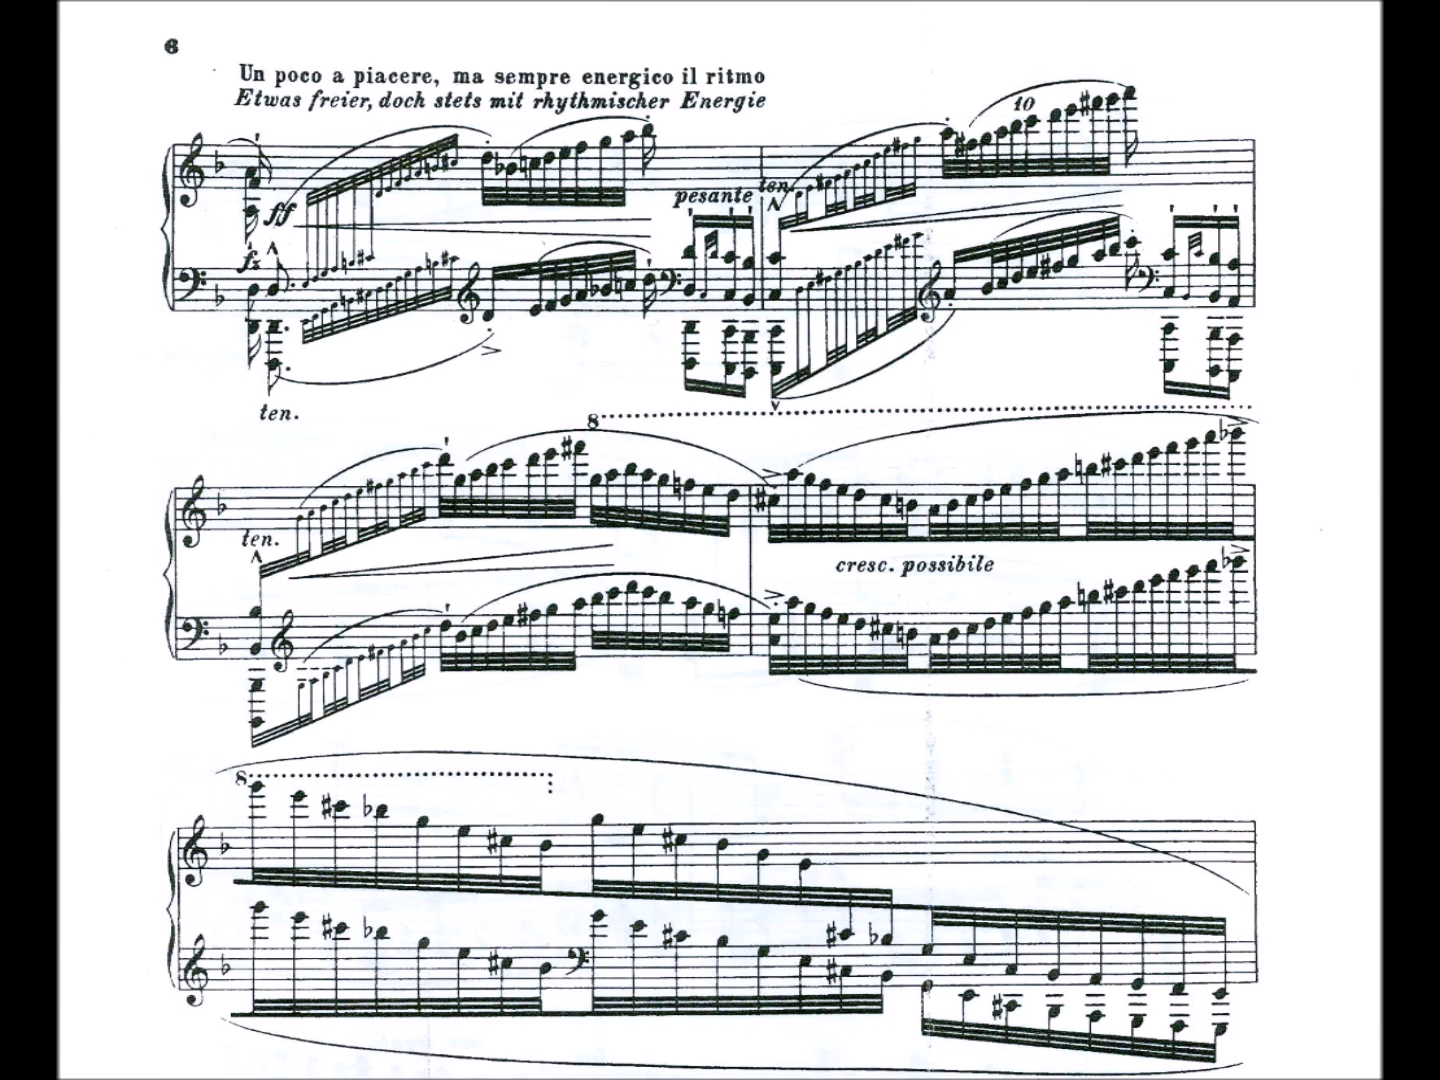 6
Un poco a piacere, ma sempre energico il ritmo
Etwas freier, doch stets mit rhythmischer Energie
10
ff
pesante ten.
fz
ten.
8
ten.
cresc. possibile
8